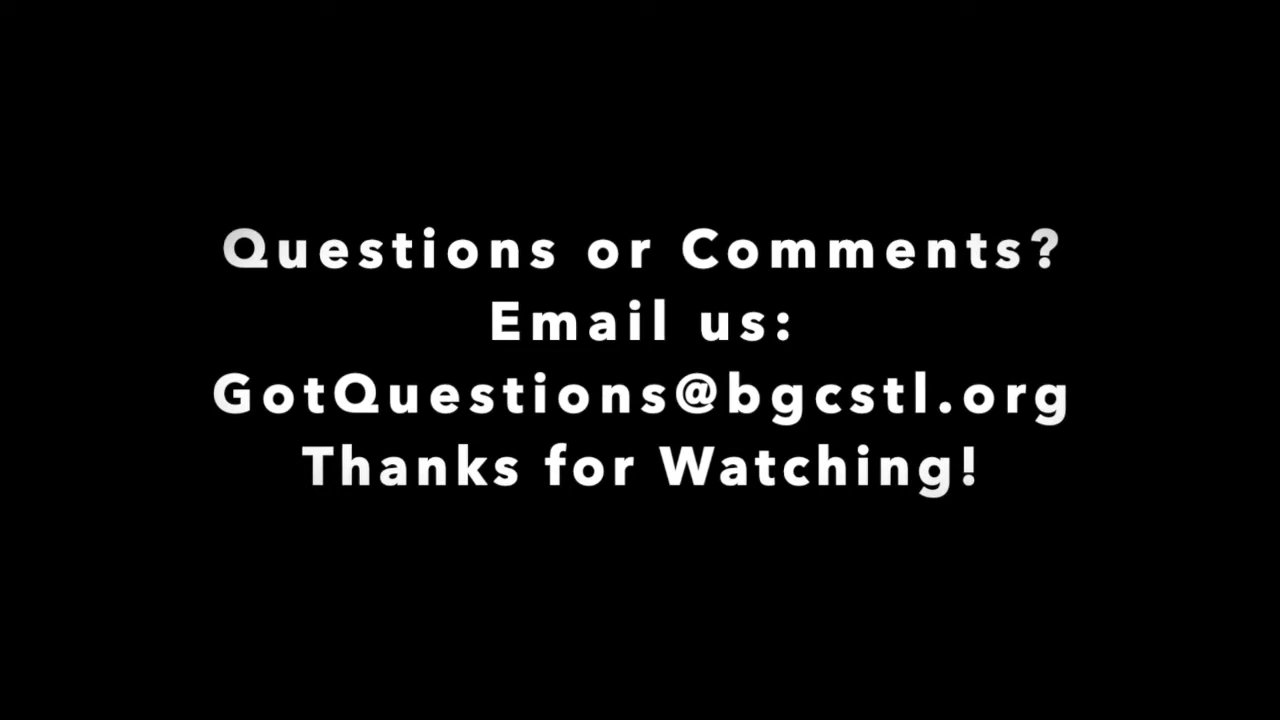 Questions or Comments?
Email us:
GotQuestions@bgcstl.org
Thanks for Watching!